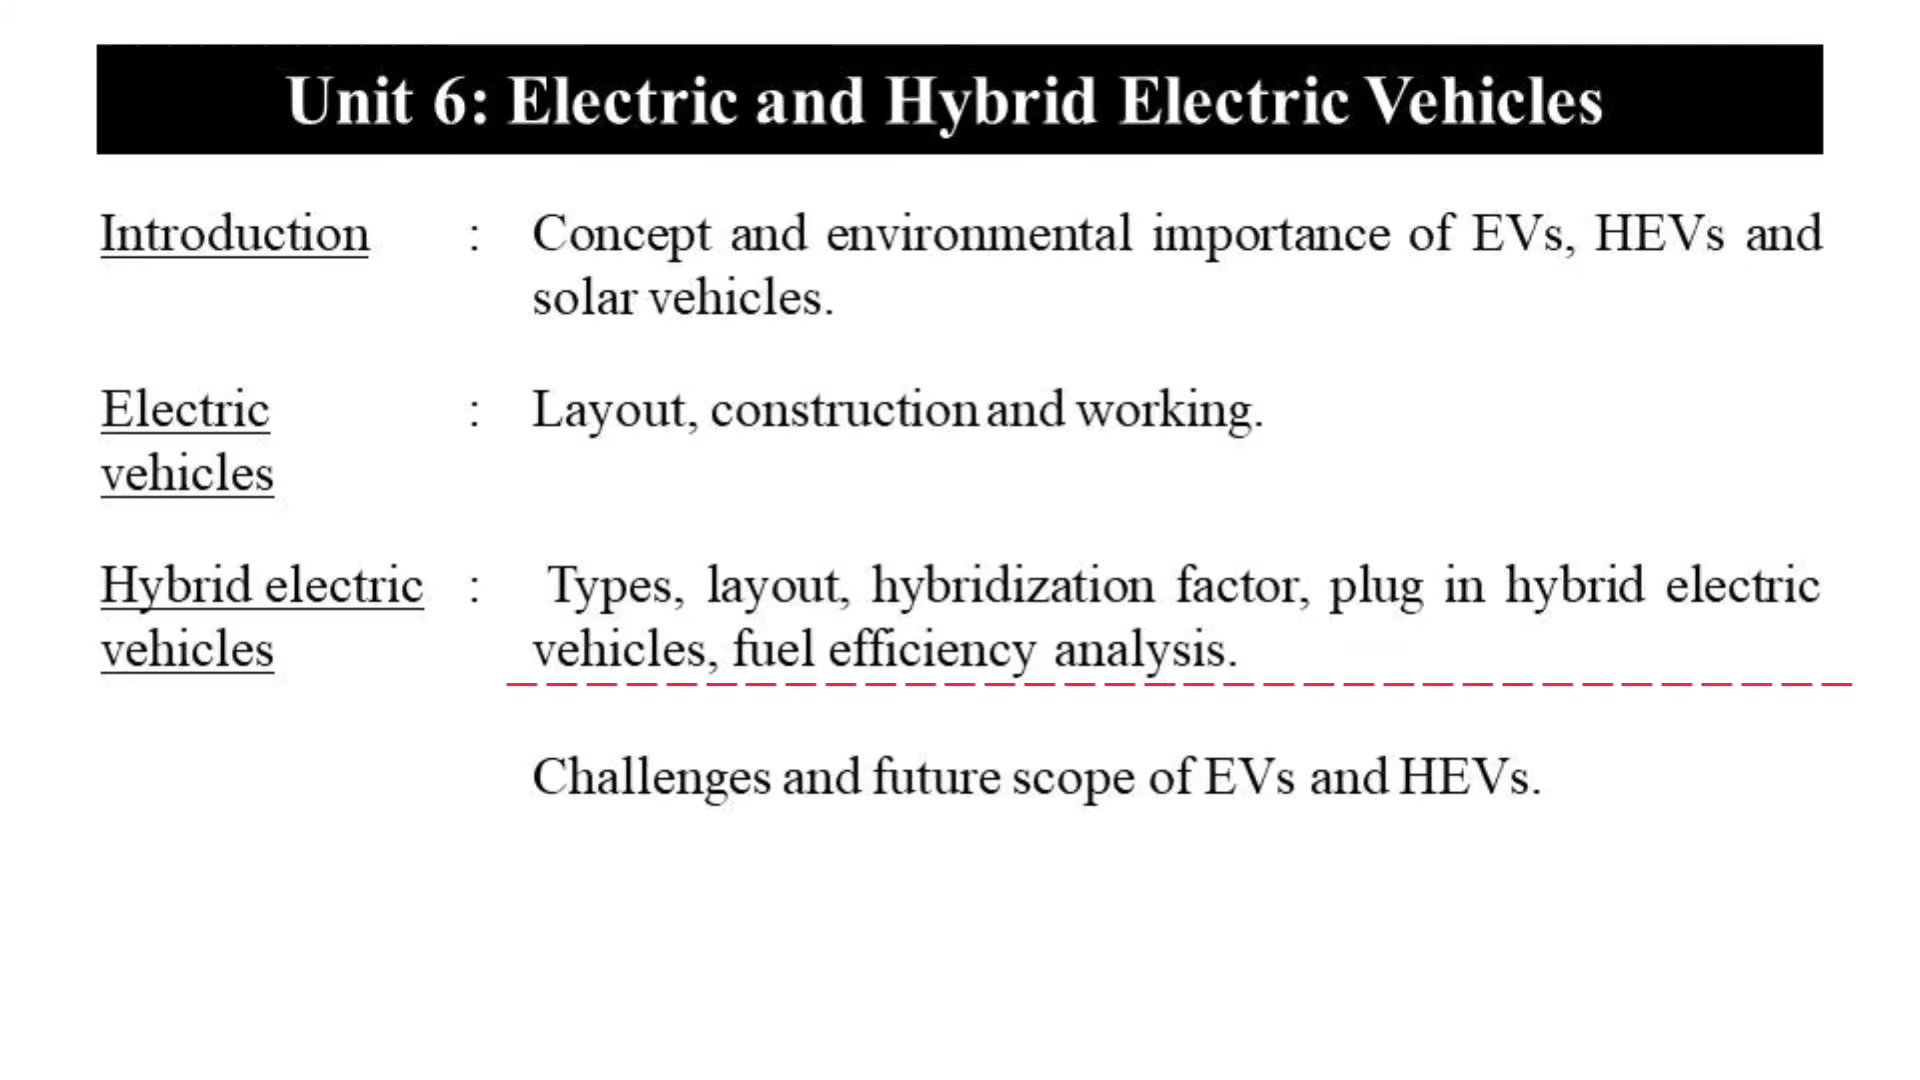 Unit 6: Electric and Hybrid Electric Vehicles
Introduction : Concept and environmental importance of EVs, HEVs and
solar vehicles.
Electric : Layout, construction and working.
vehicles
Hybrid electric : Types, layout, hybridization factor, plug in hybrid electric
vehicles vehicles, fuel efficiency analysis.
Challenges and future scope of EVs and HEVs.